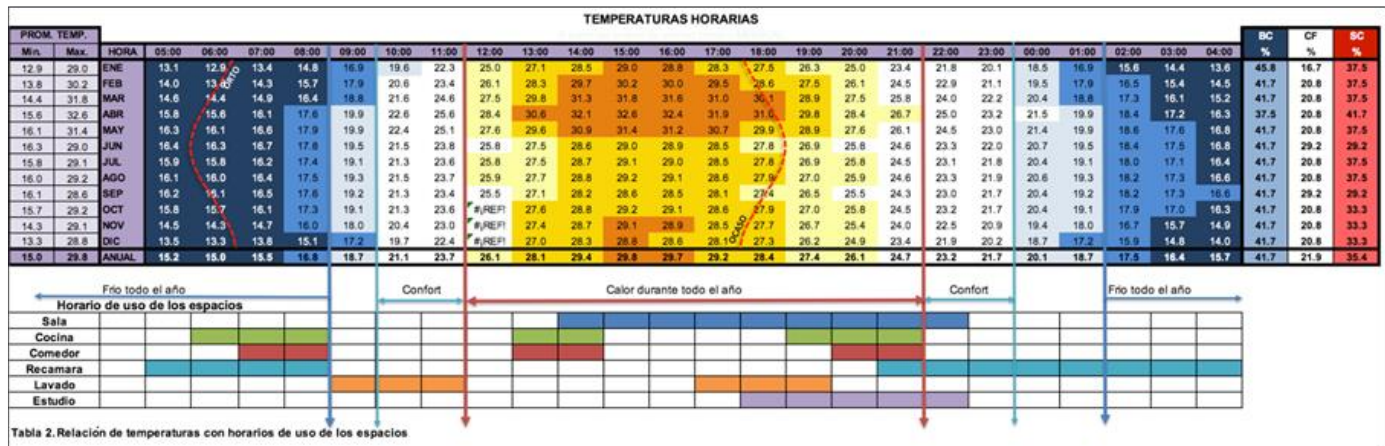 TEMPERATURAS HORARIAS
PROM. TEMP. BC CF SC
Min. Max. HORA 05:00 06:00 07:00 08:00 09:00 10:00 11:00 12:00 13:00 14:00 15:00 16:00 17:00 18:00 19:00 20:00 21:00 22:00 23:00 00:00 01:00 02:00 03:00 04:00 % % %
12.9 29.0 ENE 13.1 12.9 13.4 14.8 16.9 19.6 22.3 25.0 27.1 28.5 29.0 28.8 28.3 27.5 26.3 25.0 23.4 21.8 20.1 18.5 16.9 15.6 14.4 13.6 45.8 16.7 37.5
13.8 30.2 FEB 14.0 14.3 15.7 17.9 20.6 23.4 26.1 28.3 29.7 30.2 30.0 29.5 28.6 27.5 26.1 24.5 22.9 21.1 19.5 17.9 16.5 15.4 14.5 41.7 20.8 37.5
14.4 31.8 MAR 14.6 14.4 14.9 16.4 18.8 21.6 24.6 27.5 29.8 31.3 31.8 31.6 31.0 28.9 27.5 25.8 24.0 22.2 20.4 18.8 17.3 16.1 15.2 41.7 20.8 37.5
15.6 32.6 ABR 15.8 15.6 16.1 17.6 19.9 22.6 25.6 28.4 30.6 32.1 32.6 32.4 31.9 31.0 29.8 28.4 26.7 25.0 23.2 21.5 19.9 18.4 17.2 16.3 37.5 20.8 41.7
16.1 31.4 MAY 16.3 16.1 16.6 17.9 19.9 22.4 25.1 27.6 29.6 30.9 31.4 31.2 30.7 29.9 28.9 27.6 26.1 24.5 23.0 21.4 19.9 18.6 17.6 16.8 41.7 20.8 37.5
16.3 29.0 JUN 16.4 16.3 16.7 17.8 19.5 21.5 23.8 25.8 27.5 28.6 29.0 28.9 28.5 27.8 26.9 25.8 24.6 23.3 22.0 20.7 19.5 18.4 17.5 16.8 41.7 29.2 29.2
15.8 29.1 JUL 15.9 15.8 16.2 17.4 19.1 21.3 23.6 25.8 27.5 28.7 29.1 29.0 28.5 27.8 26.9 25.8 24.5 23.1 21.8 20.4 19.1 18.0 17.1 16.4 41.7 20.8 37.5
16.0 29.2 AGO 16.1 16.0 16.4 17.5 19.3 21.5 23.7 25.9 27.7 28.8 29.2 29.1 28.6 27.9 27.0 25.9 24.6 23.3 21.9 20.6 19.3 18.2 17.3 16.6 41.7 20.8 37.5
16.1 28.6 SEP 16.2 16.1 16.5 17.6 19.2 21.3 23.4 25.5 27.1 28.2 28.6 28.5 28.1 27.4 26.5 25.5 24.3 23.0 21.7 20.4 19.2 18.2 17.3 16.6 41.7 29.2 29.2
15.7 29.2 OCT 15.8 15.7 16.1 17.3 19.1 21.3 23.6 #¡REF! 27.6 28.8 29.2 29.1 28.6 27.9 27.0 25.8 24.5 23.2 21.7 20.4 19.1 17.9 17.0 16.3 41.7 20.8 33.3
14.3 29.1 NOV 14.5 14.3 14.7 16.0 18.0 20.4 23.0 #¡REF! 27.4 28.7 29.1 28.9 28.5 27.7 26.7 25.4 24.0 22.5 20.9 19.4 18.0 16.7 15.7 14.9 41.7 20.8 33.3
13.3 28.8 DIC 13.5 13.3 13.8 15.1 17.2 19.7 22.4 #¡REF! 27.0 28.3 28.8 28.6 28.1 27.3 26.2 24.9 23.4 21.9 20.2 18.7 17.2 15.9 14.8 14.0 41.7 20.8 33.3
15.0 29.8 ANUAL 15.2 15.0 15.5 16.8 18.7 21.1 23.7 26.1 28.1 29.4 29.8 29.7 29.2 28.4 27.4 26.1 24.7 23.2 21.7 20.1 18.7 17.5 16.4 15.7 41.7 21.9 35.4
ORTO
OCASO
Frio todo el año Confort Calor durante todo el año Confort Frio todo el año
Horario de uso de los espacios
Sala
Cocina
Comedor
Recamara
Lavado
Estudio
Tabla 2. Relación de temperaturas con horarios de uso de los espacios